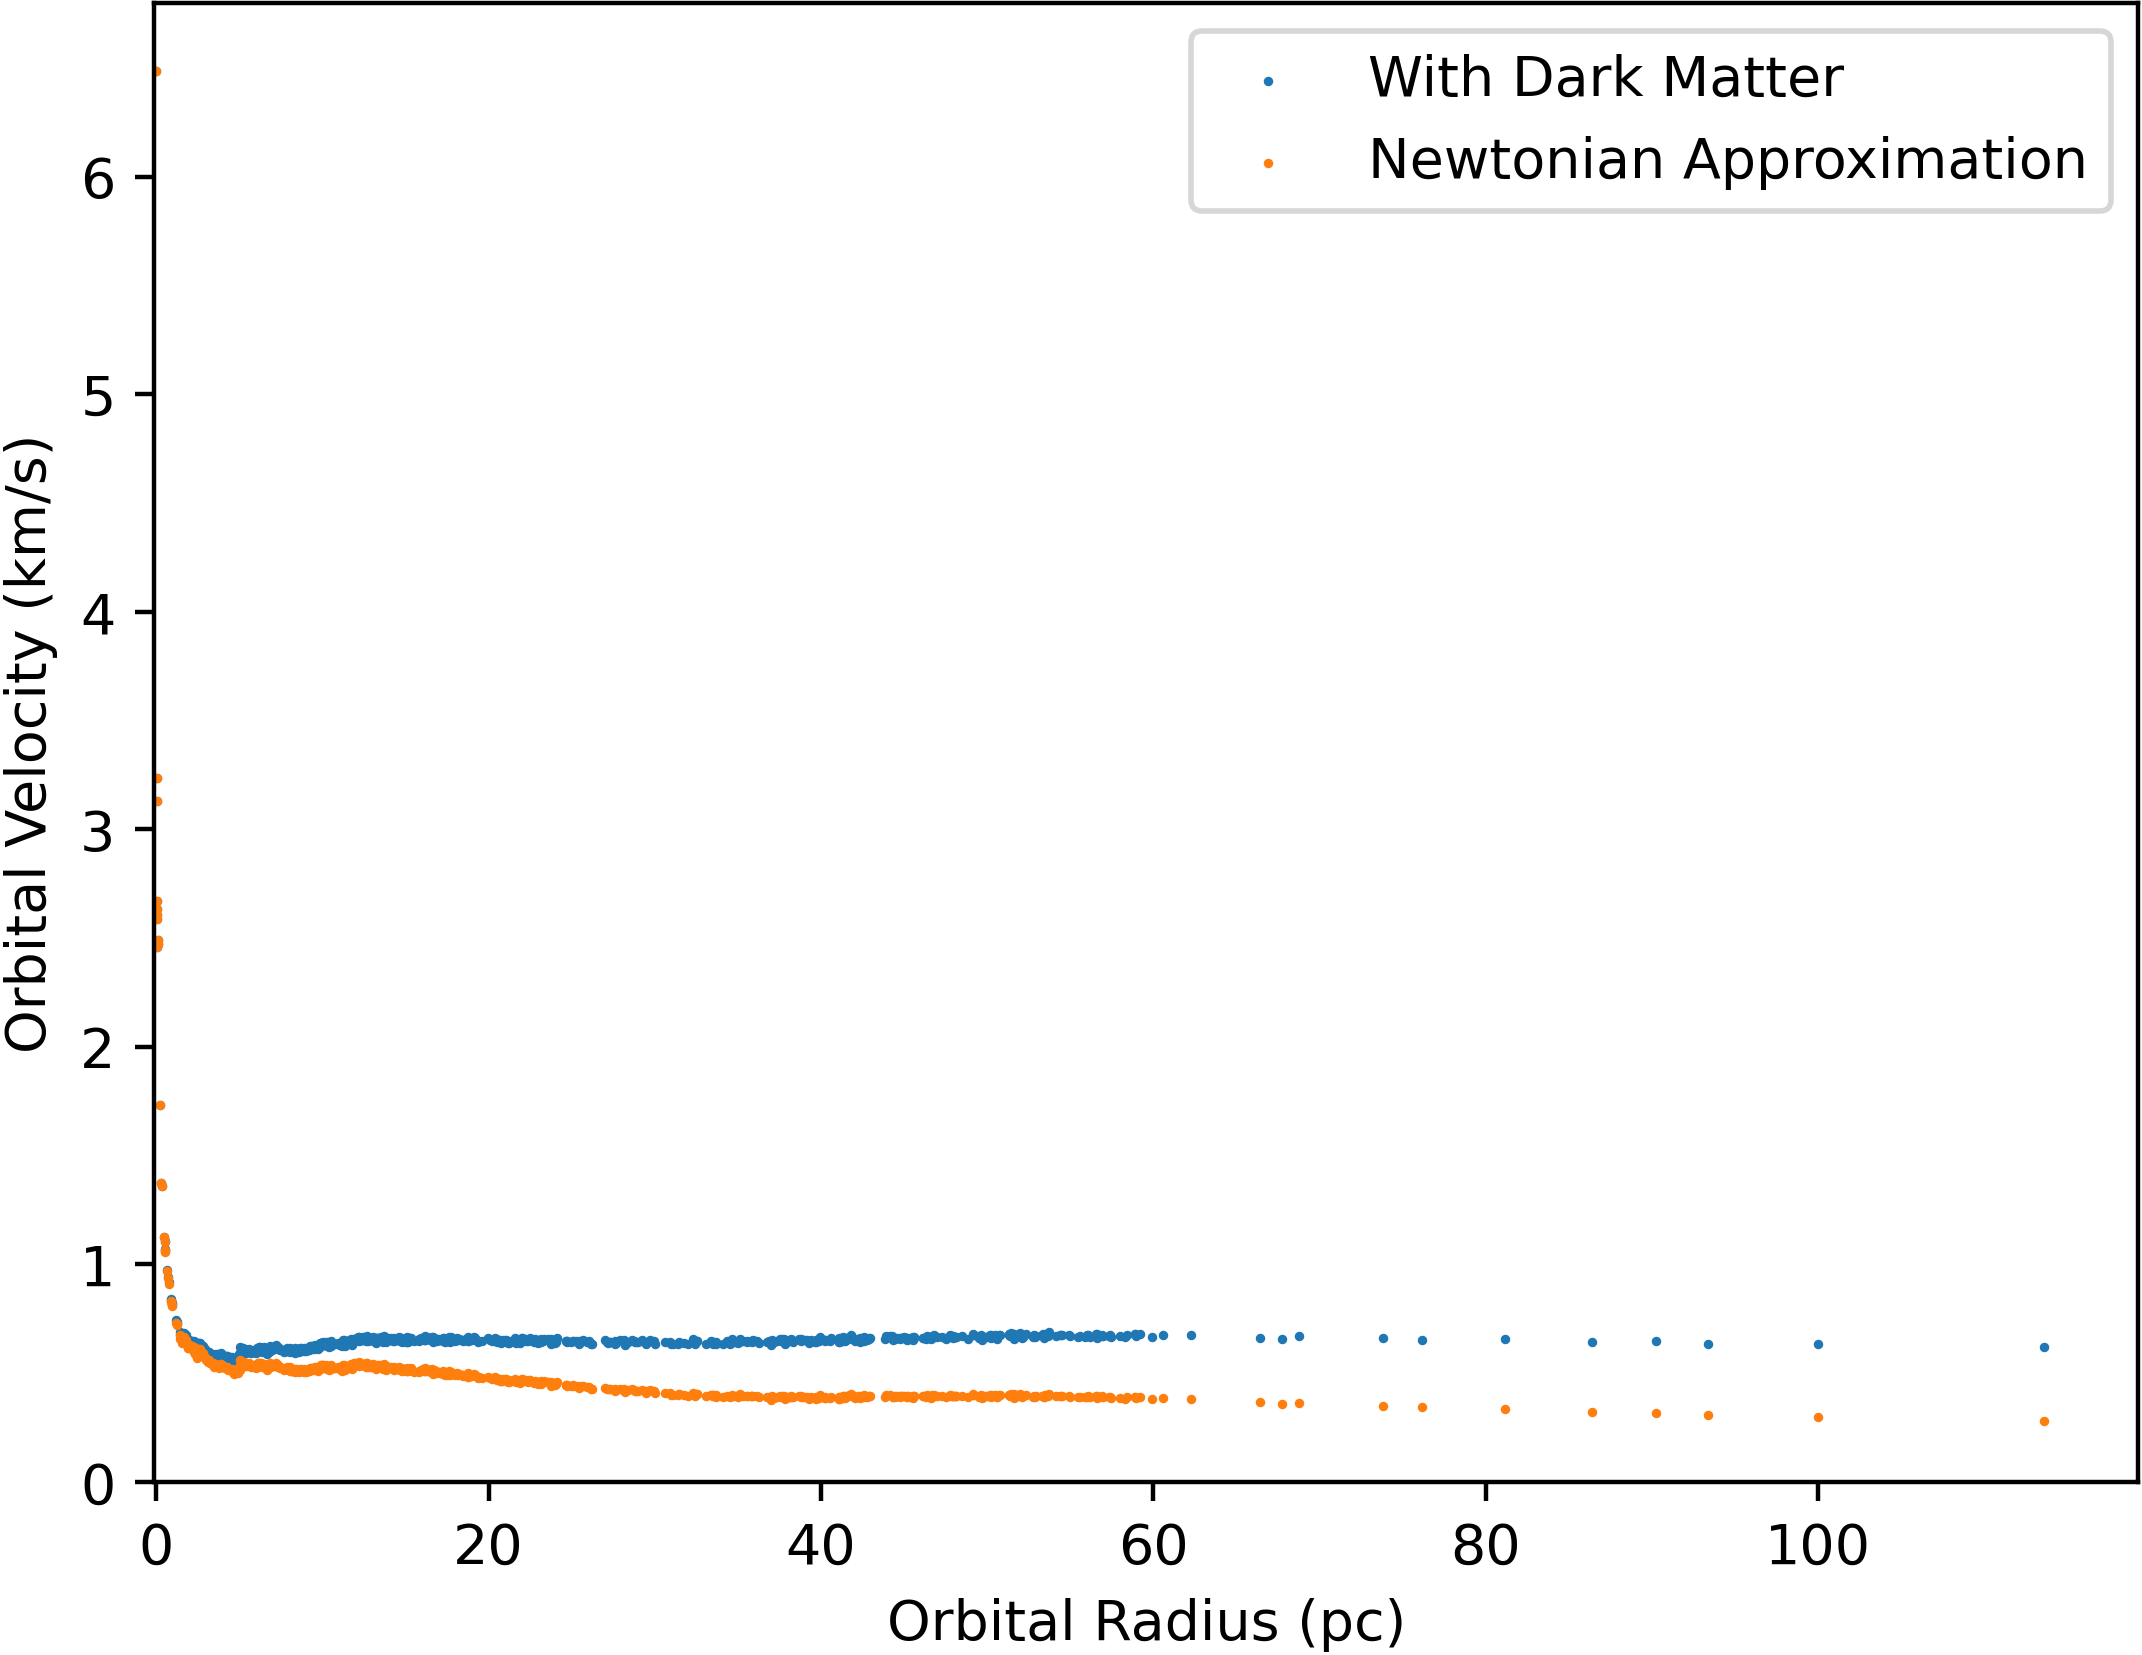 With Dark Matter
Newtonian Approximation
6
5
4
3
2
1
0
Orbital Velocity (km/s)
0 20 40 60 80 100
Orbital Radius (pc)